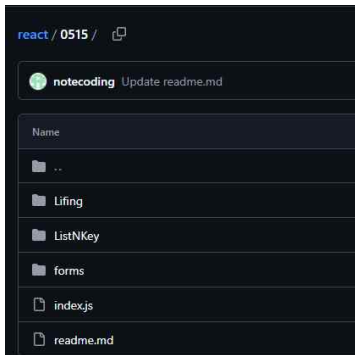 react / 0515 /
notecoding Update readme.md
Name
..
Lifing
ListNKey
forms
index.js
readme.md